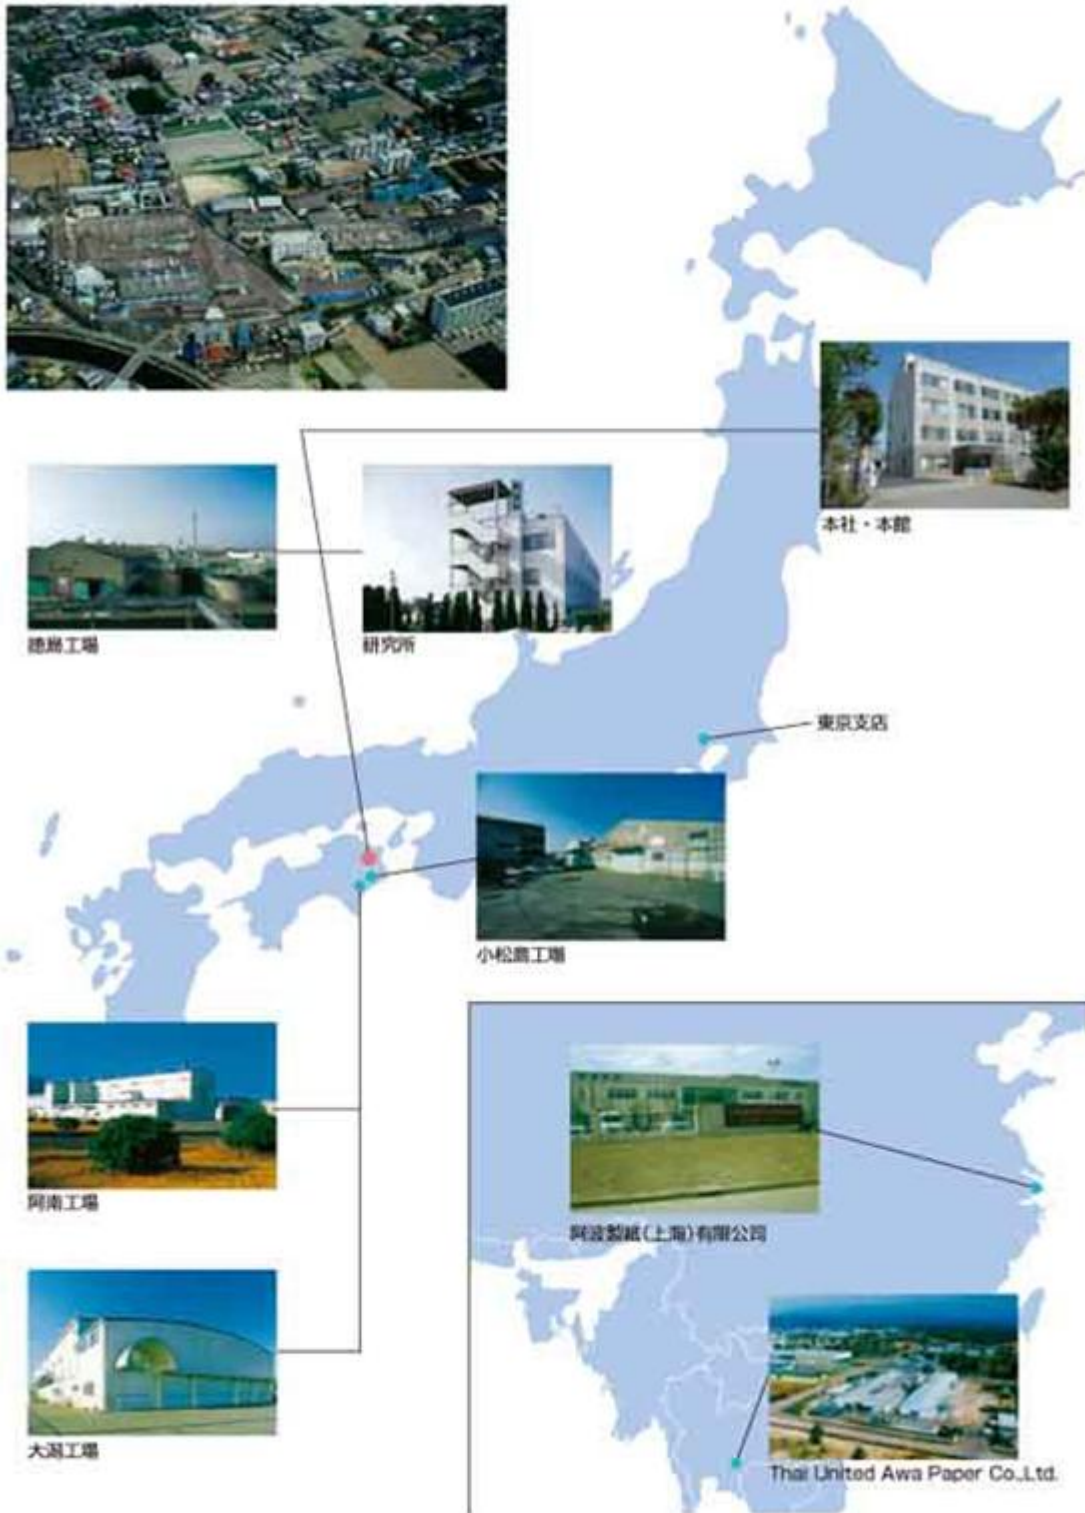 本社・本館
徳島工場
研究所
東京支店
小松島工場
阿南工場
阿波製紙(上海)有限公司
大潟工場
Thai United Awa Paper Co.,Ltd.